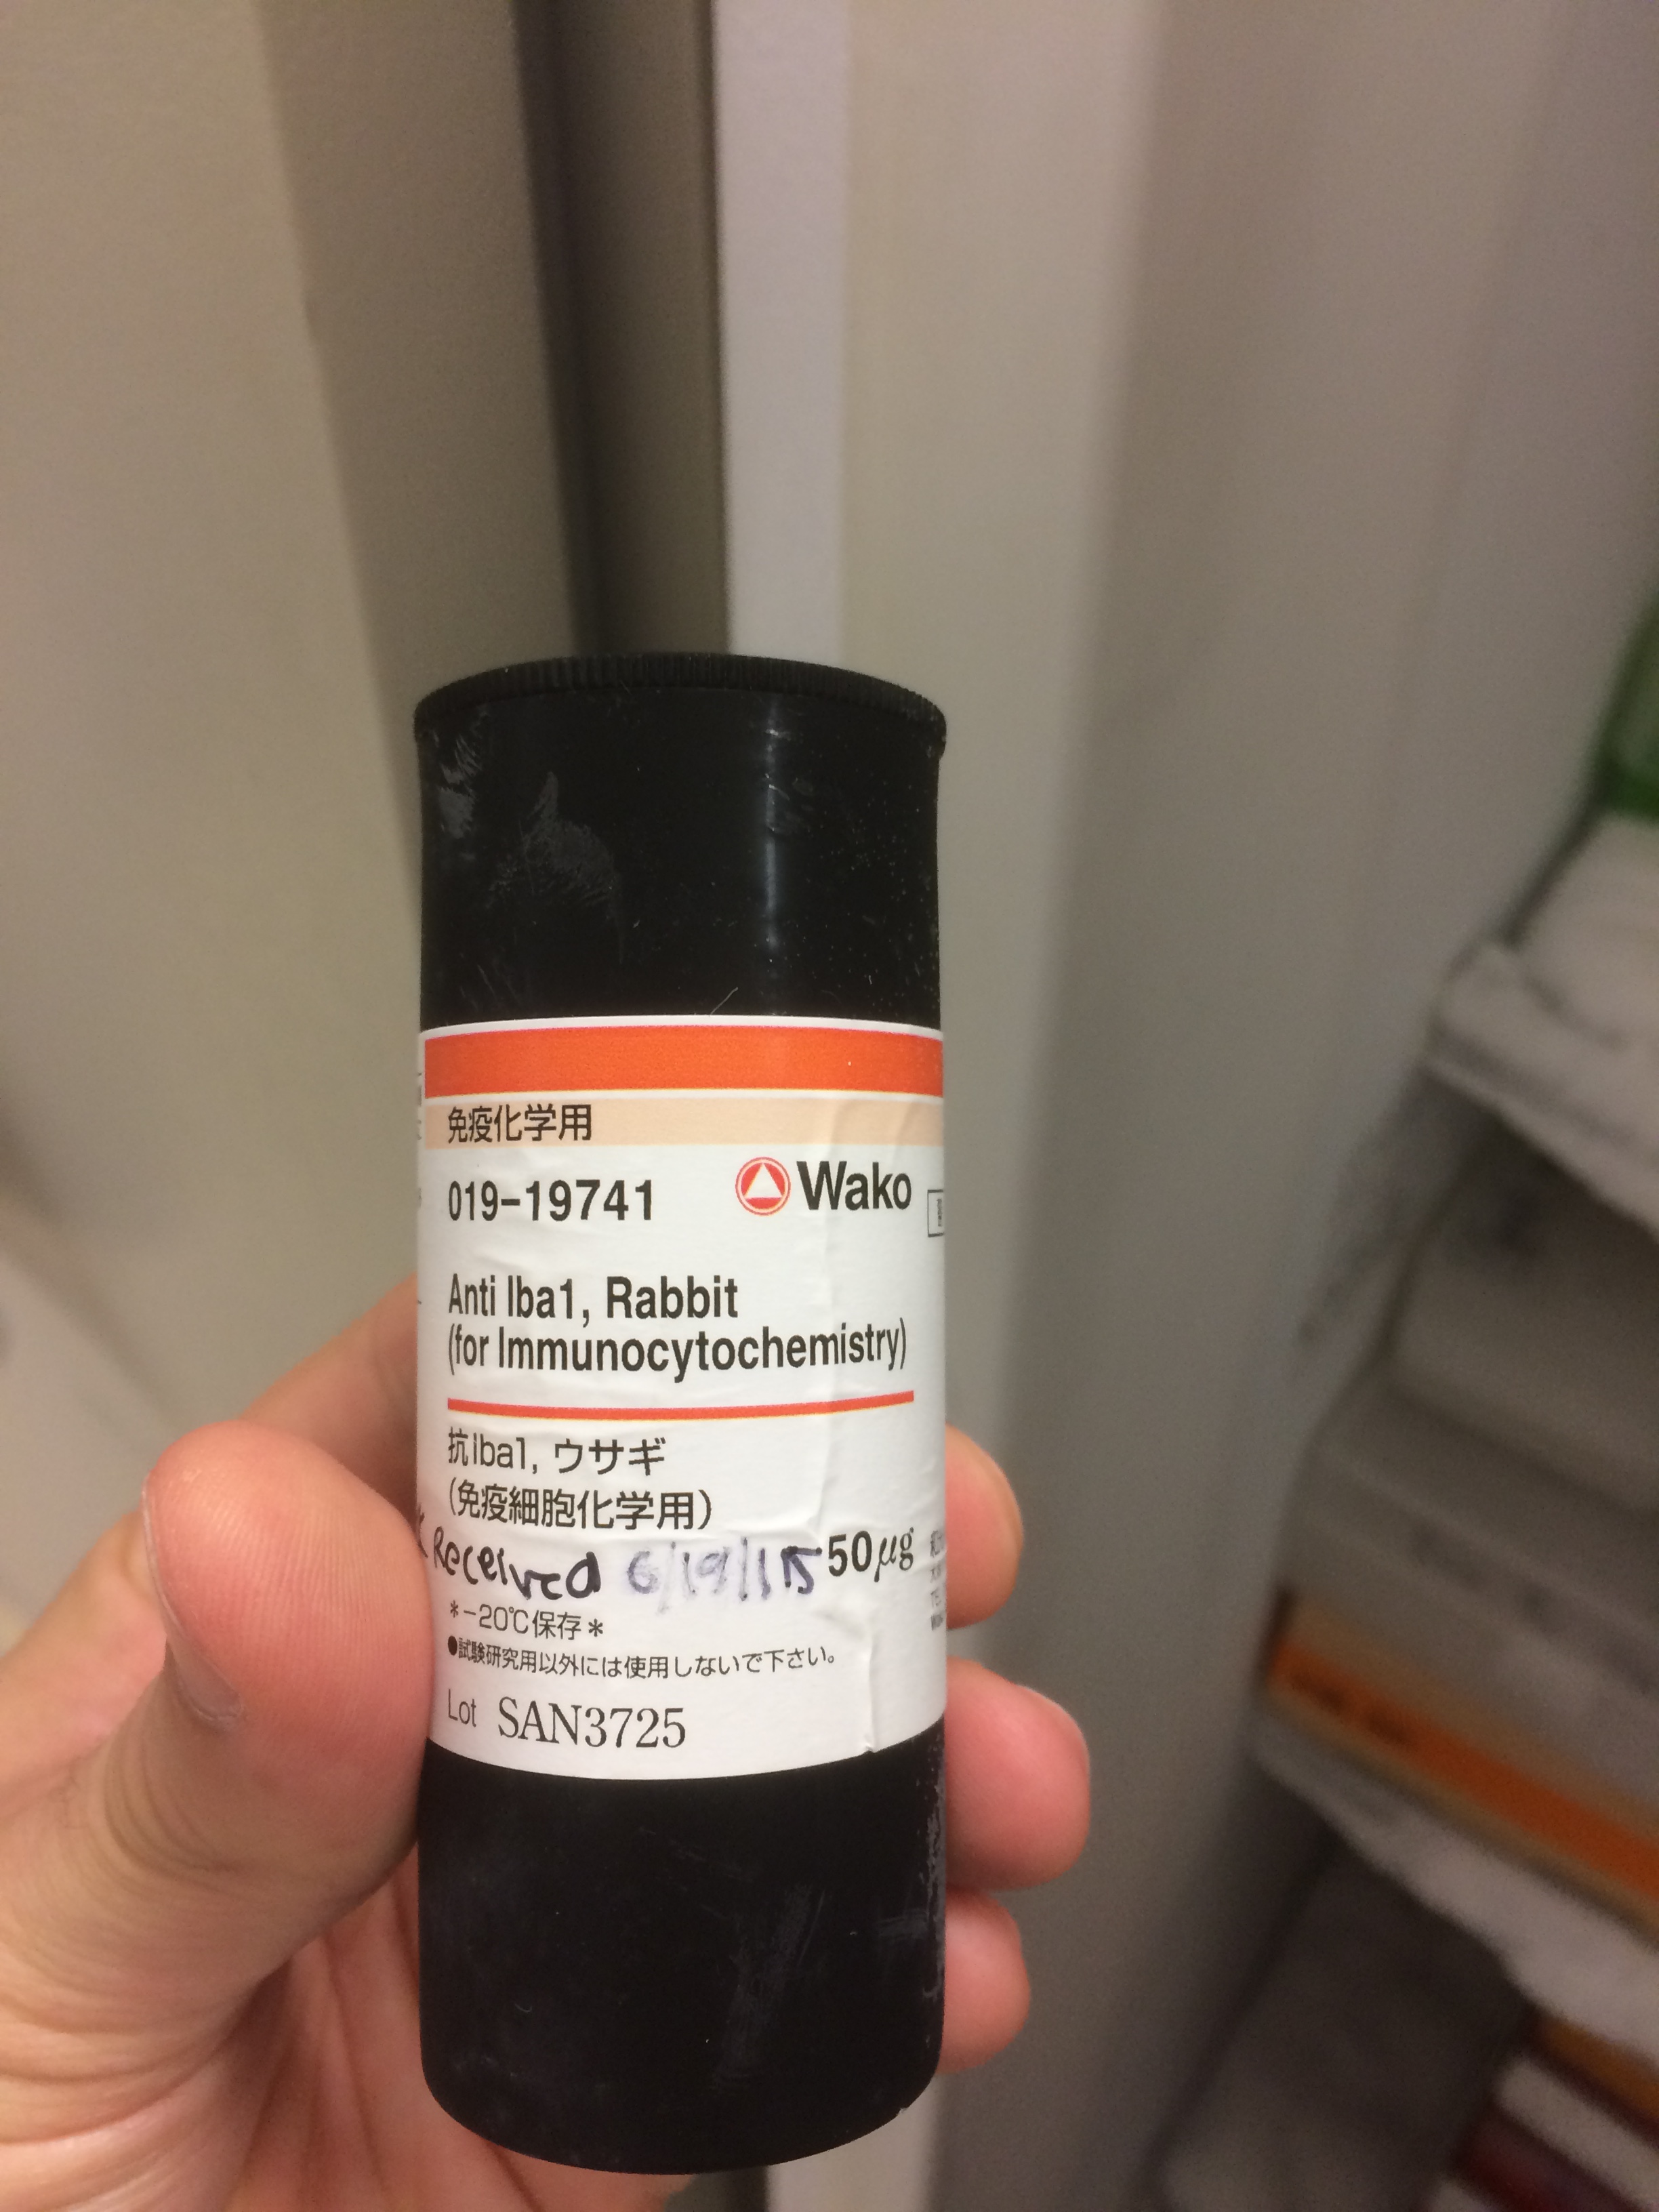 免疫化学用
019-19741 Wako
Anti Iba1, Rabbit
(for Immunocytochemistry)
抗Iba1, ウサギ
(免疫細胞化学用)
Received 6/19/15 50μg
*-20℃保存*
●試験研究用以外には使用しないで下さい。
Lot SAN3725